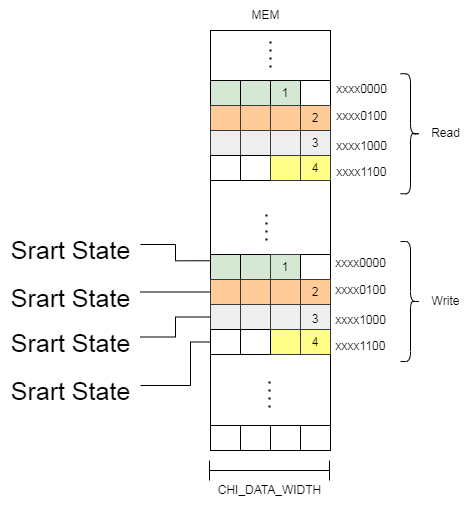 MEM
1
xxxx0000
2
xxxx0100
3
xxxx1000
4
xxxx1100
Read
Srart State
1
xxxx0000
Srart State
2
xxxx0100
Write
Srart State
3
xxxx1000
4
xxxx1100
Srart State
CHI_DATA_WIDTH